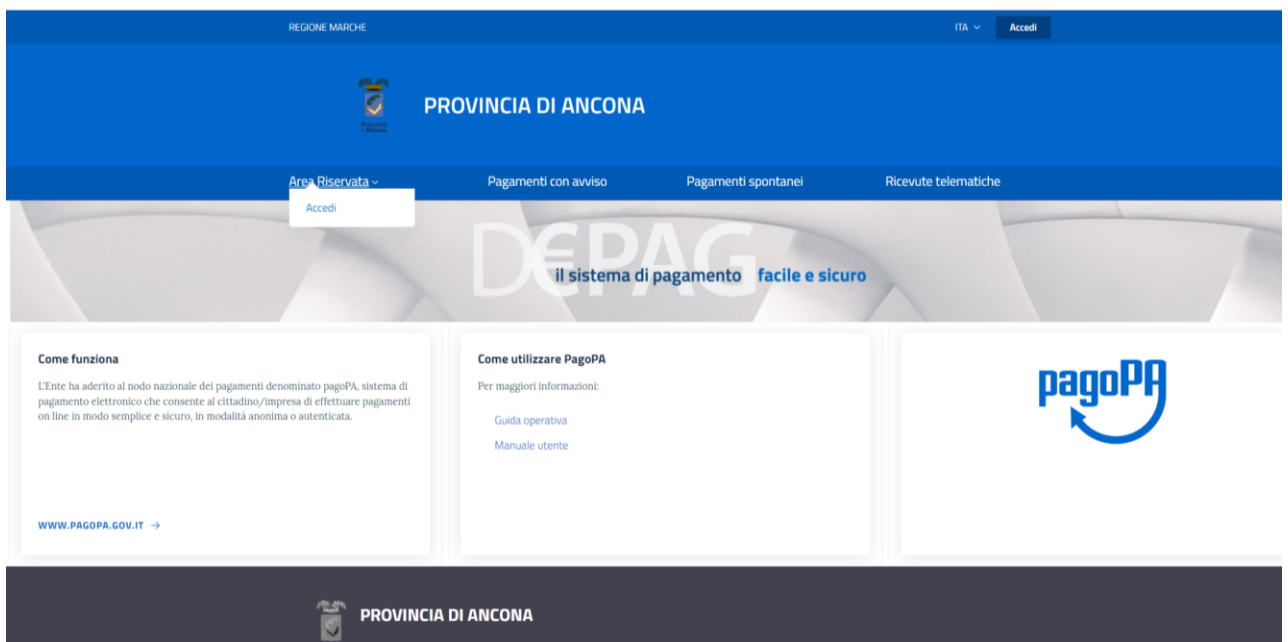 REGIONE MARCHE
ITA
Accedi
PROVINCIA DI ANCONA
Area Riservata
Pagamenti con avviso
Pagamenti spontanei
Ricevute telematiche
Accedi
D€PAG
il sistema di pagamento facile e sicuro
Come funziona
L'Ente ha aderito al nodo nazionale dei pagamenti denominato pagoPA, sistema di
pagamento elettronico che consente al cittadino/impresa di effettuare pagamenti
on line in modo semplice e sicuro, in modalità anonima o autenticata.
WWW.PAGOPA.GOV.IT →
Come utilizzare PagoPA
Per maggiori informazioni:
Guida operativa
Manuale utente
pagoPA
PROVINCIA DI ANCONA